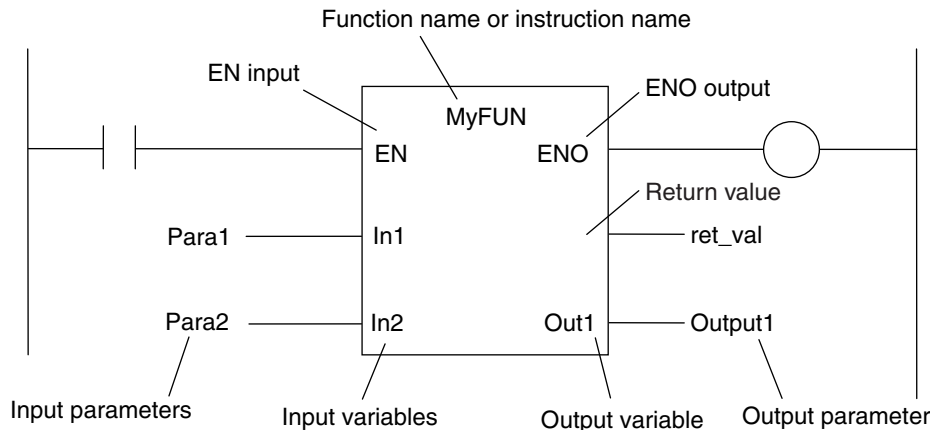 Function name or instruction name
EN input
ENO output
MyFUN
EN
ENO
Return value
Para1
In1
ret_val
Para2
In2
Out1
Output1
Input parameters
Input variables
Output variable
Output parameter